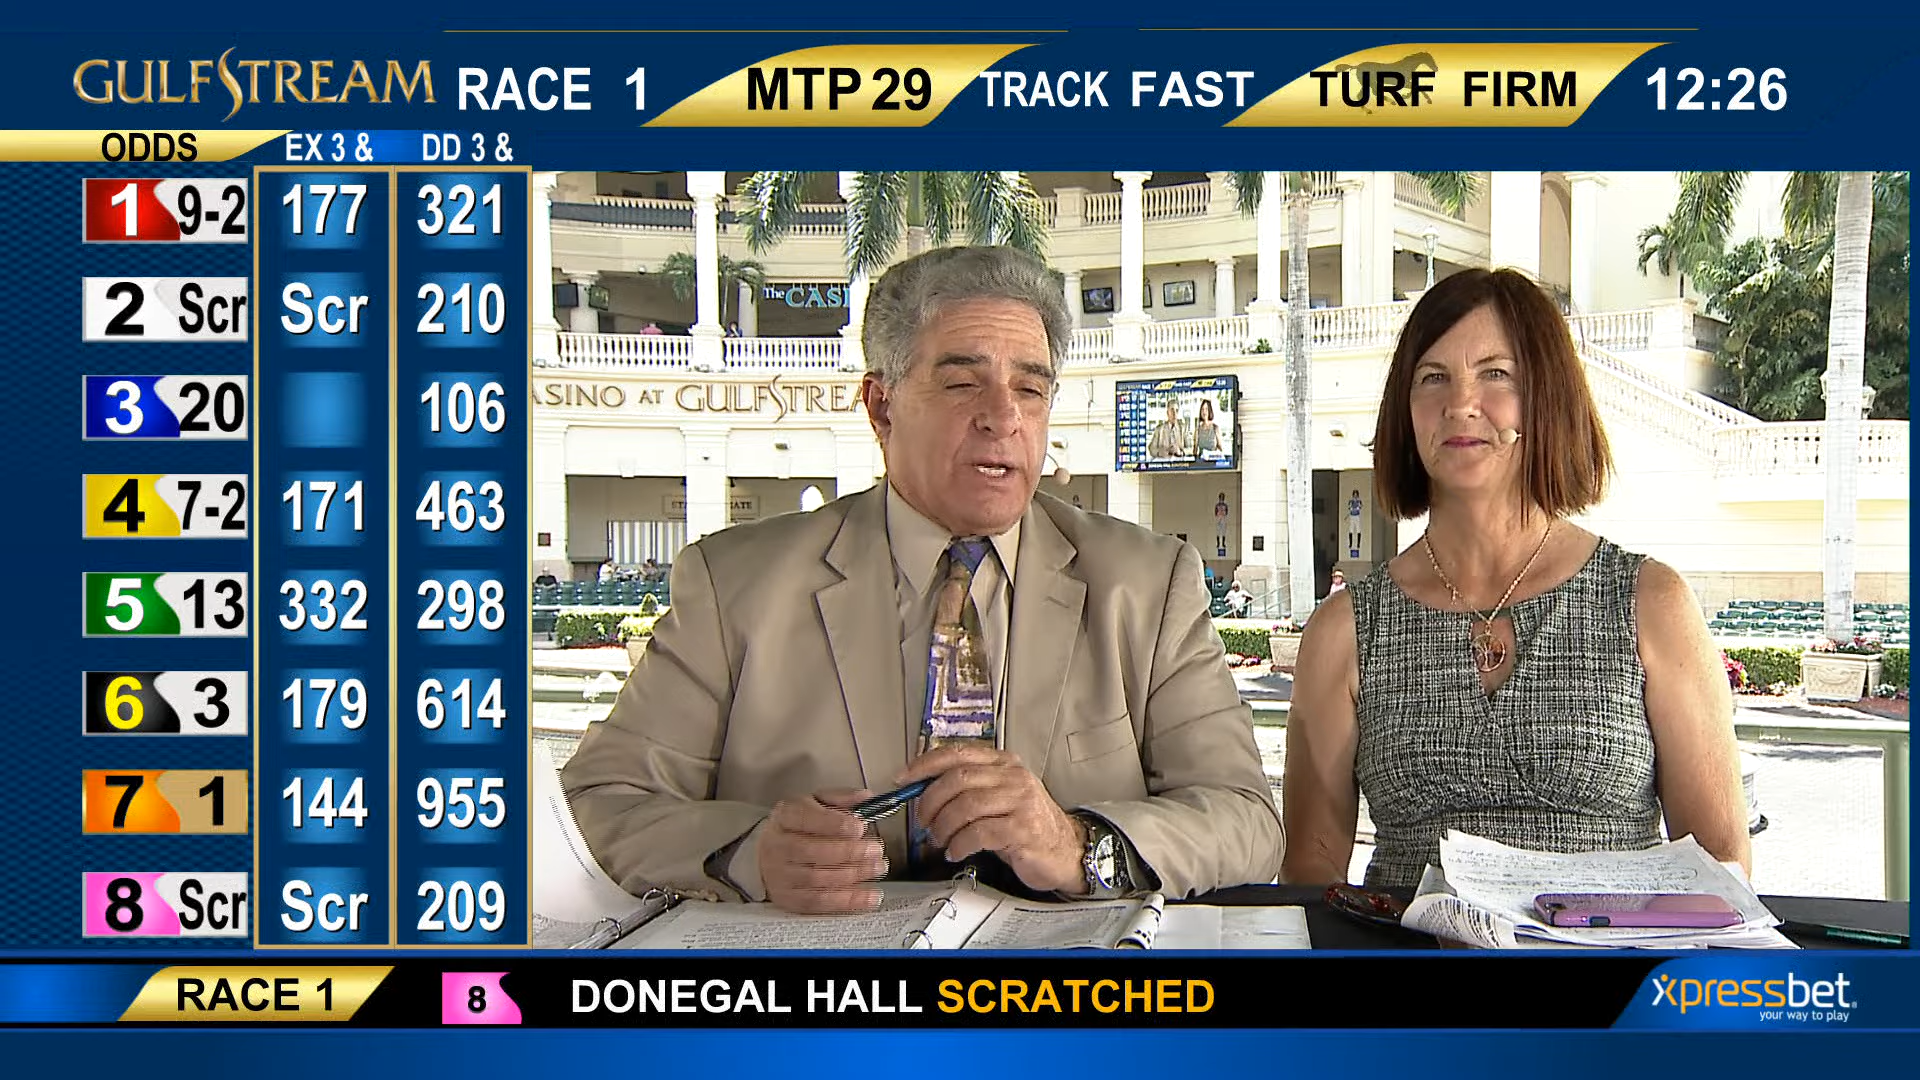 GULFSTREAM RACE 1 MTP 29 TRACK FAST TURF FIRM 12:26
ODDS EX 3 & DD 3 &
1 9-2 177 321
2 Scr Scr 210
3 20 106
4 7-2 171 463
5 13 332 298
6 3 179 614
7 1 144 955
8 Scr Scr 209
The CAS
ASINO AT GULFSTREA
RACE 1 8 DONEGAL HALL SCRATCHED
xpressbet
your way to play